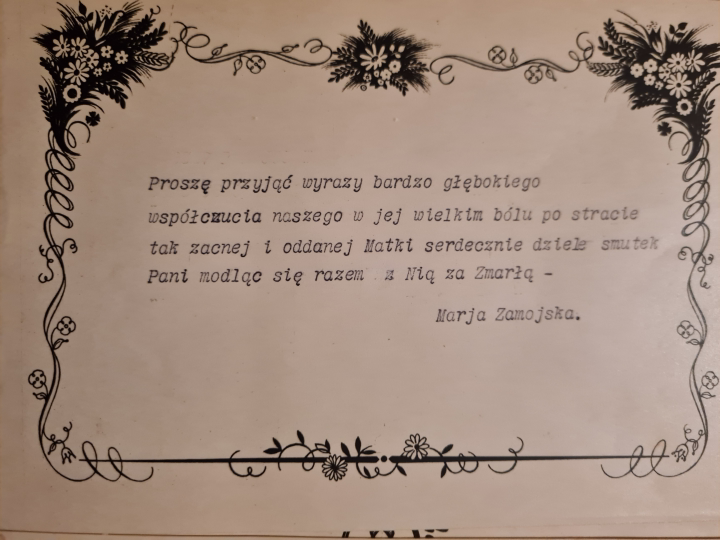 Proszę przyjąć wyrazy bardzo głębokiego
współczucia naszego w jej wielkim bólu po stracie
tak zacnej i oddanej Matki serdecznie dziele smutek
Pani modląc się razem z Nią za Zmarłą -
Marja Zamojska.